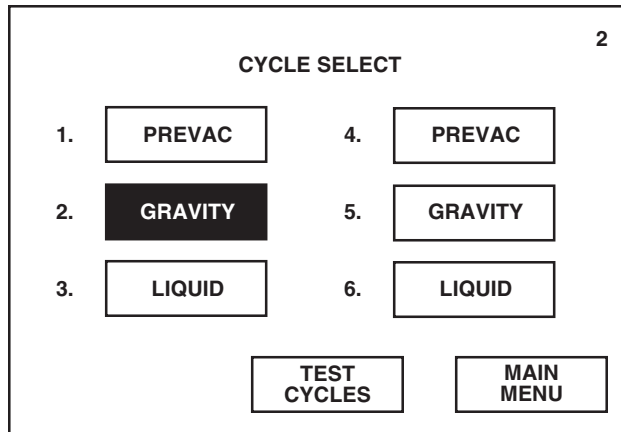 2
CYCLE SELECT
1. PREVAC 4. PREVAC
2. GRAVITY 5. GRAVITY
3. LIQUID 6. LIQUID
TEST
CYCLES
MAIN
MENU